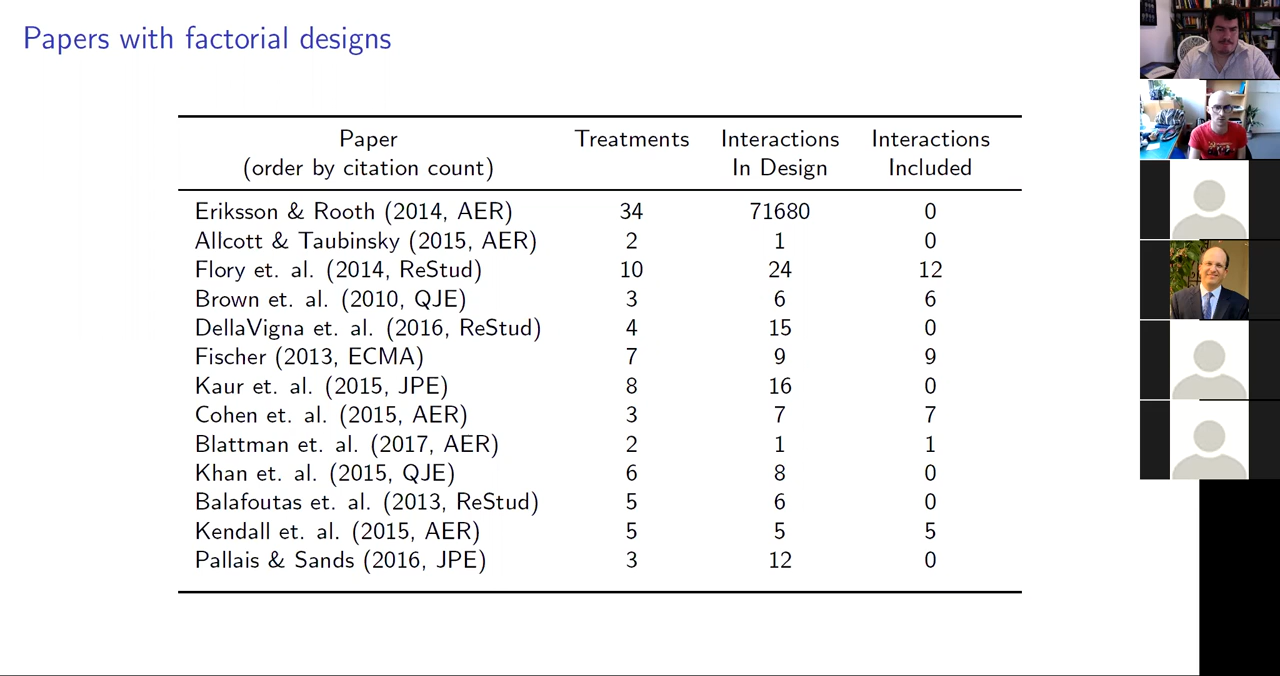 Papers with factorial designs
Paper Treatments Interactions Interactions
(order by citation count) In Design Included
Eriksson & Rooth (2014, AER) 34 71680 0
Allcott & Taubinsky (2015, AER) 2 1 0
Flory et. al. (2014, ReStud) 10 24 12
Brown et. al. (2010, QJE) 3 6 6
DellaVigna et. al. (2016, ReStud) 4 15 0
Fischer (2013, ECMA) 7 9 9
Kaur et. al. (2015, JPE) 8 16 0
Cohen et. al. (2015, AER) 3 7 7
Blattman et. al. (2017, AER) 2 1 1
Khan et. al. (2015, QJE) 6 8 0
Balafoutas et. al. (2013, ReStud) 5 6 0
Kendall et. al. (2015, AER) 5 5 5
Pallais & Sands (2016, JPE) 3 12 0